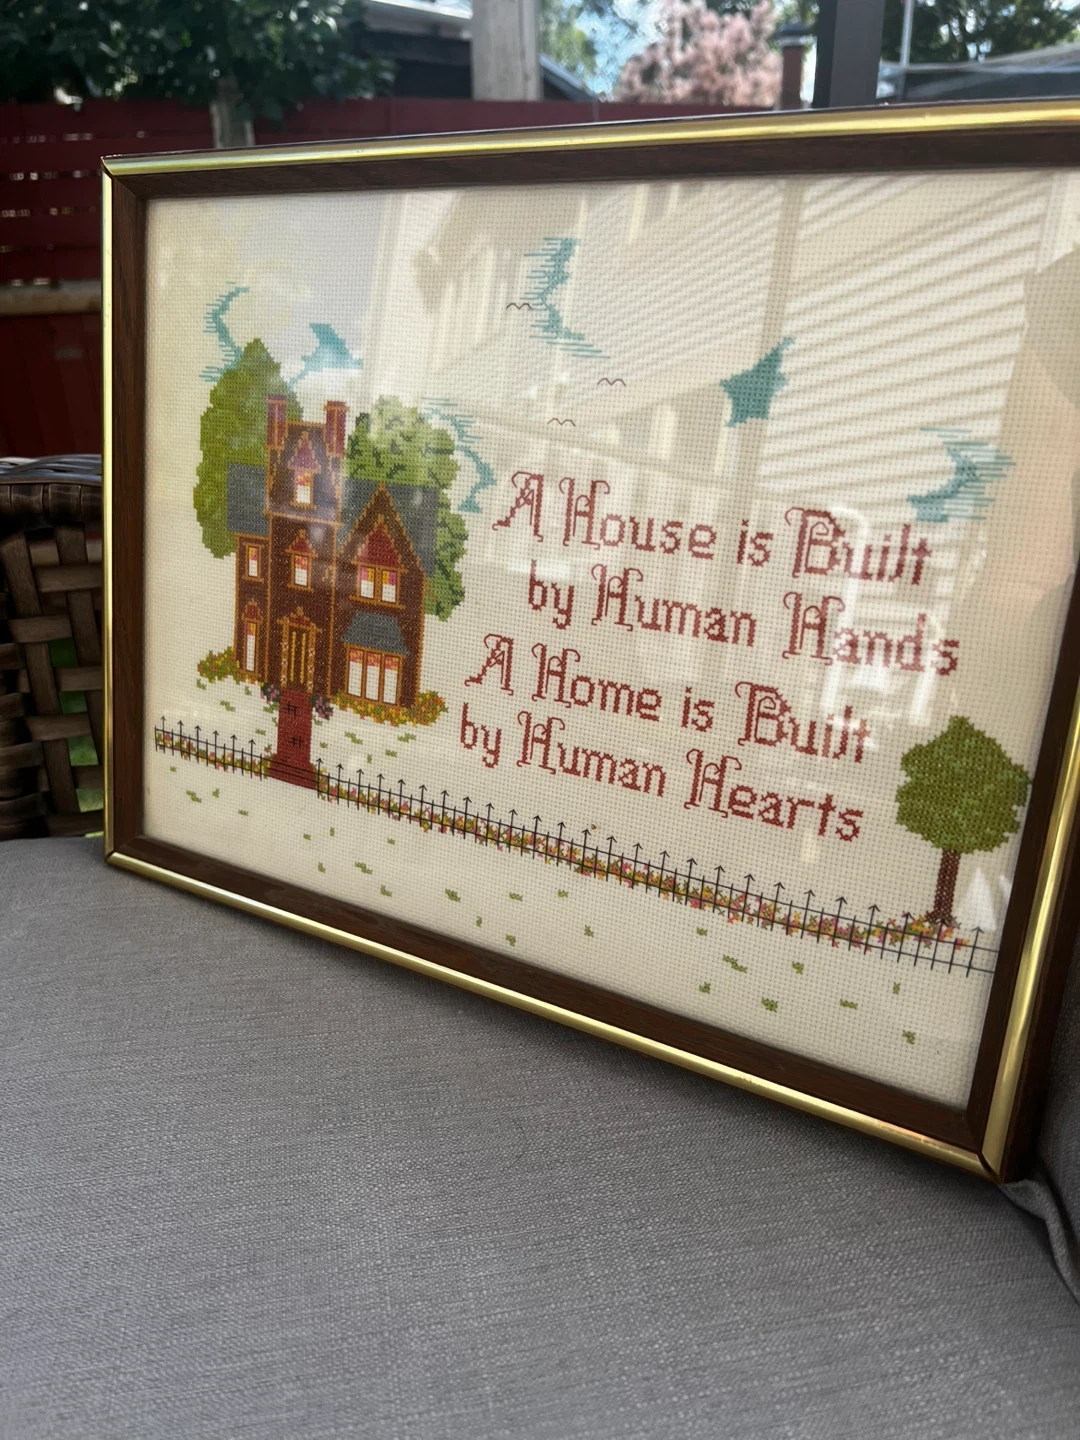 A House is Built
by Human Hands
A Home is Built
by Human Hearts